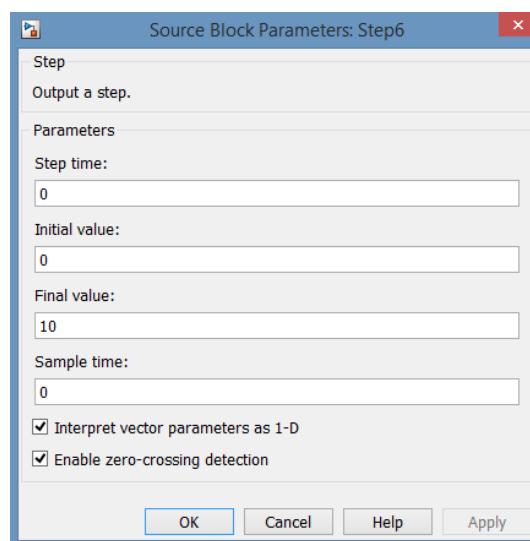 Source Block Parameters: Step6
Step
Output a step.
Parameters
Step time:
0
Initial value:
0
Final value:
10
Sample time:
0
Interpret vector parameters as 1-D
Enable zero-crossing detection
OK Cancel Help Apply